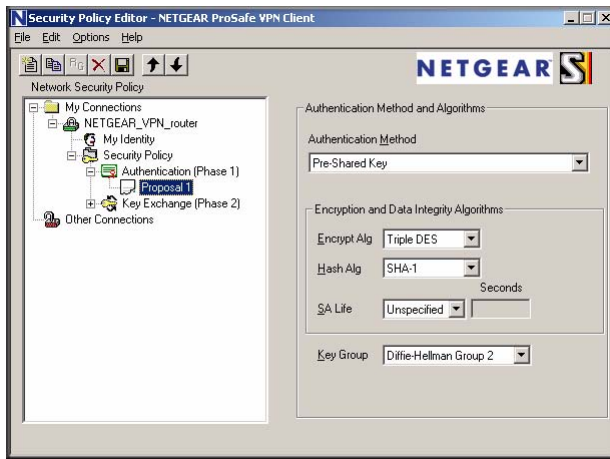 Security Policy Editor - NETGEAR ProSafe VPN Client
File Edit Options Help
Network Security Policy
NETGEAR
My Connections
NETGEAR_VPN_router
My Identity
Security Policy
Authentication (Phase 1)
Proposal 1
Key Exchange (Phase 2)
Other Connections
Authentication Method and Algorithms
Authentication Method
Pre-Shared Key
Encryption and Data Integrity Algorithms
Encrypt Alg Triple DES
Hash Alg SHA-1
Seconds
SA Life Unspecified
Key Group Diffie-Hellman Group 2